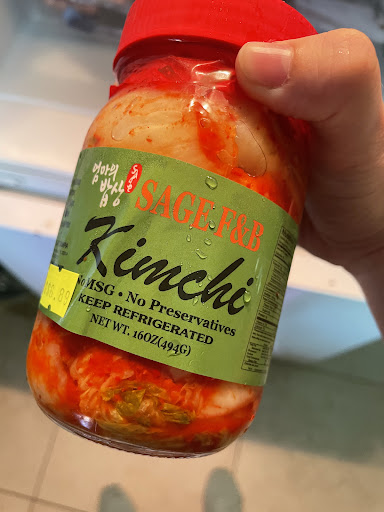 엄마의
밥상
SAGE F&B
Kimchi
No MSG • No Preservatives
KEEP REFRIGERATED
NET WT. 16OZ(494G)